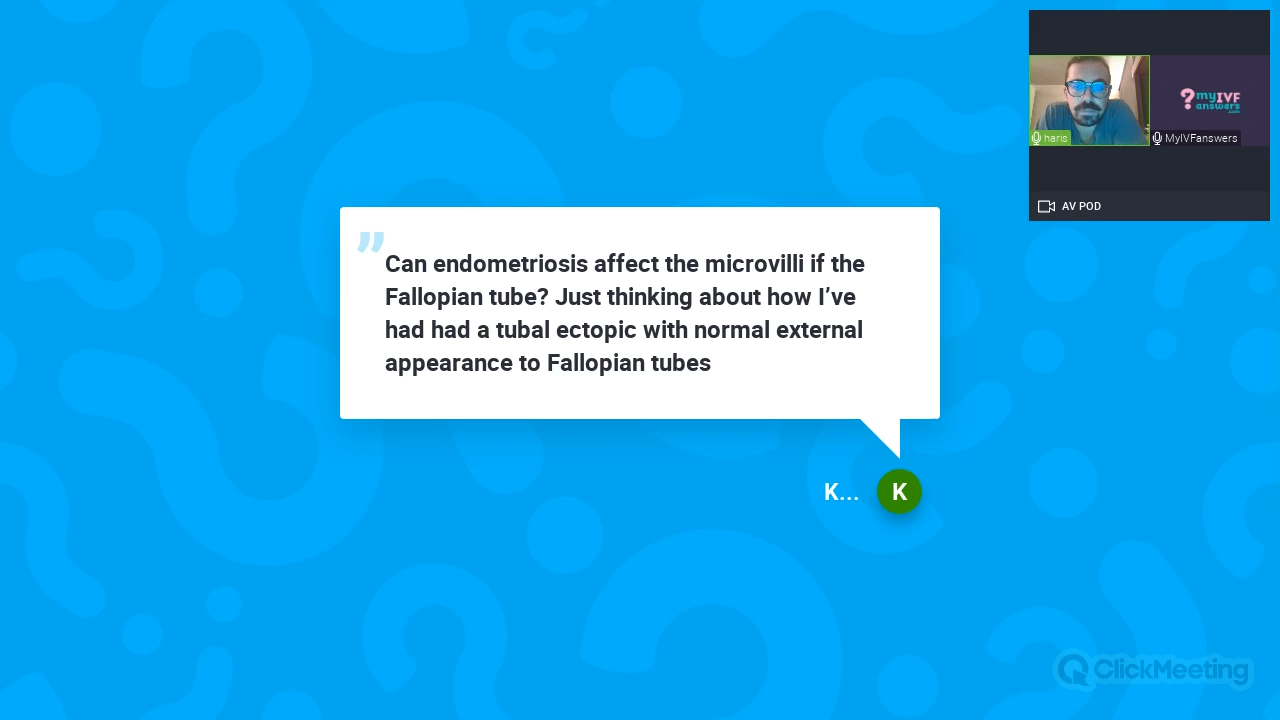 ?myIVF
answers
.com
haris
MyIVFanswers
AV POD
”
Can endometriosis affect the microvilli if the
Fallopian tube? Just thinking about how I’ve
had had a tubal ectopic with normal external
appearance to Fallopian tubes
K...
K
ClickMeeting